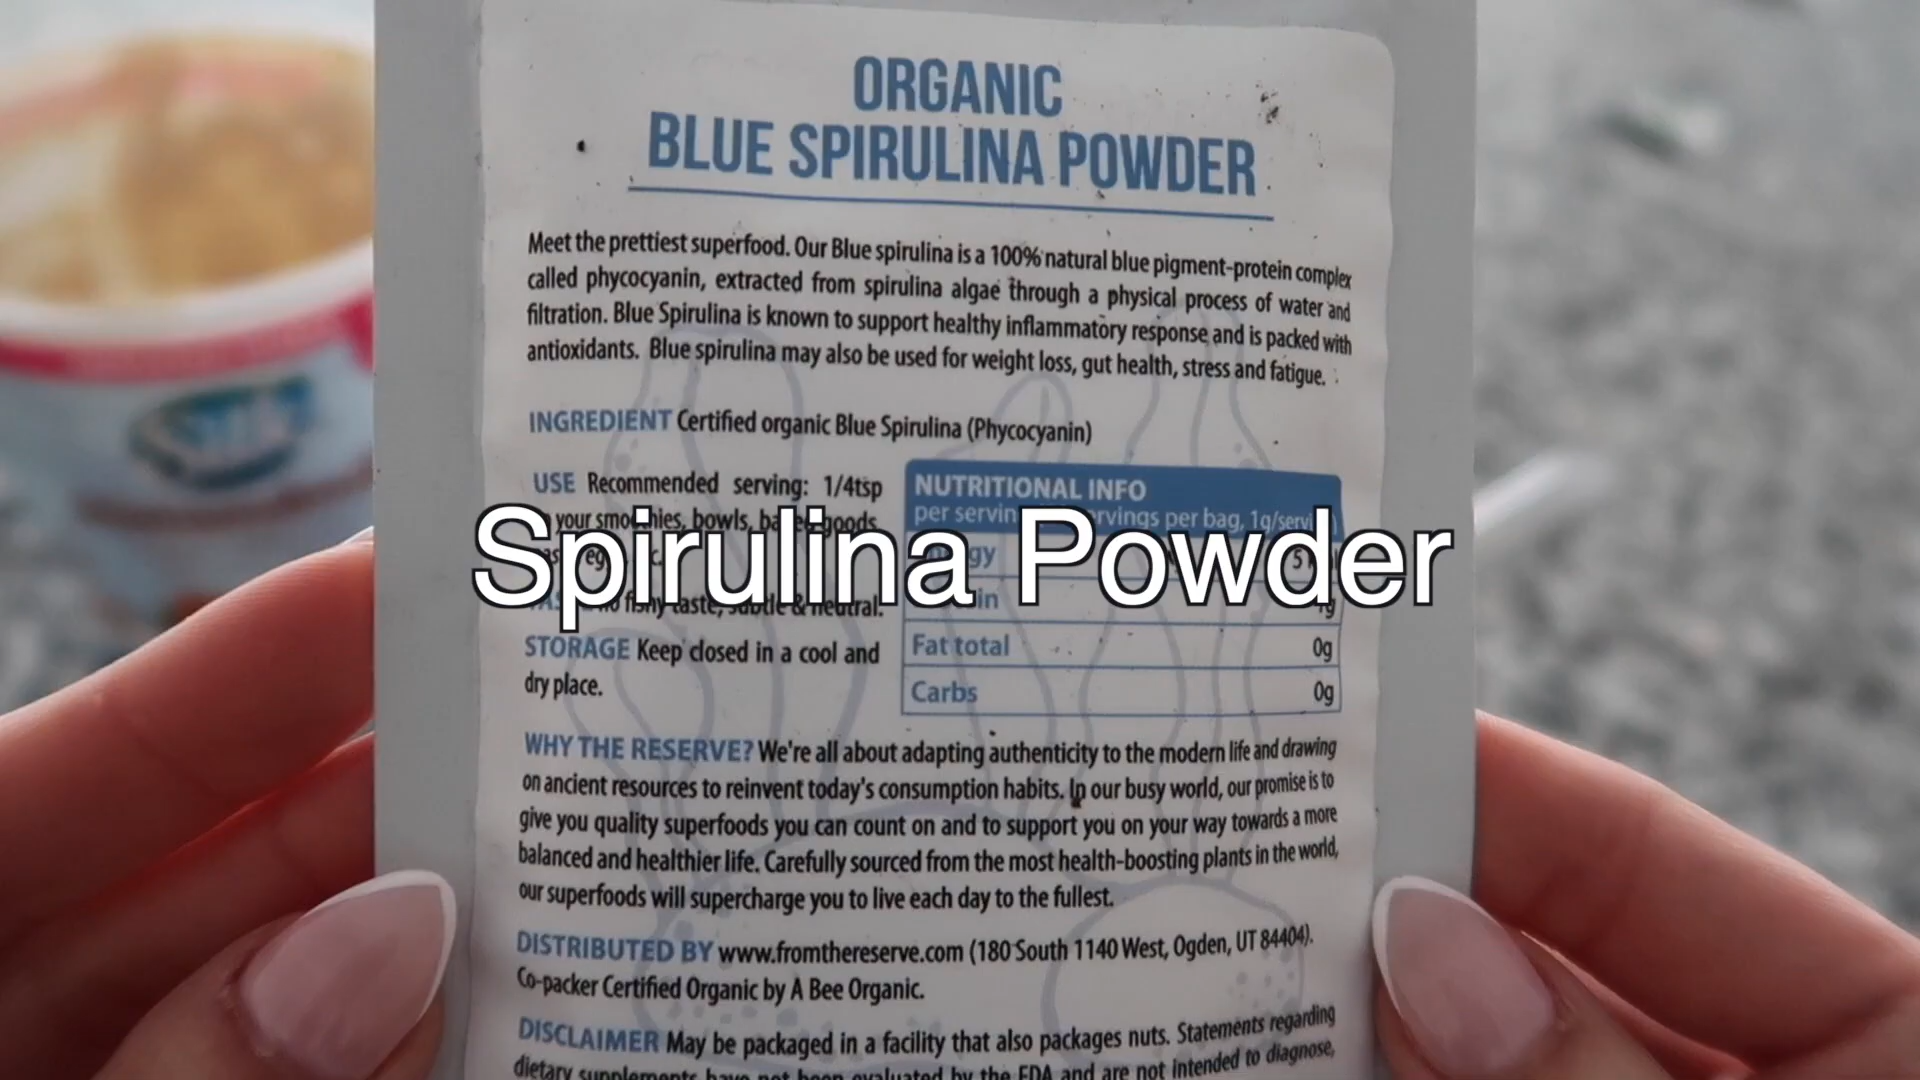 ORGANIC
BLUE SPIRULINA POWDER
Meet the prettiest superfood. Our Blue spirulina is a 100% natural blue pigment-protein complex
called phycocyanin, extracted from spirulina algae through a physical process of water and
filtration. Blue Spirulina is known to support healthy inflammatory response and is packed with
antioxidants. Blue spirulina may also be used for weight loss, gut health, stress and fatigue.
INGREDIENT Certified organic Blue Spirulina (Phycocyanin)
USE Recommended serving: 1/4tsp
your smoothies, bowls, baked goods
no fishy taste, subtle & neutral.
STORAGE Keep closed in a cool and
dry place.
NUTRITIONAL INFO
per serving servings per bag, 1g/serving
Fat total 0g
Carbs 0g
Spirulina Powder
WHY THE RESERVE? We're all about adapting authenticity to the modern life and drawing
on ancient resources to reinvent today's consumption habits. In our busy world, our promise is to
give you quality superfoods you can count on and to support you on your way towards a more
balanced and healthier life. Carefully sourced from the most health-boosting plants in the world,
our superfoods will supercharge you to live each day to the fullest.
DISTRIBUTED BY www.fromthereserve.com (180 South 1140 West, Ogden, UT 84404).
Co-packer Certified Organic by A Bee Organic.
DISCLAIMER May be packaged in a facility that also packages nuts. Statements regarding
dietary supplements have not been evaluated by the FDA and are not intended to diagnose,